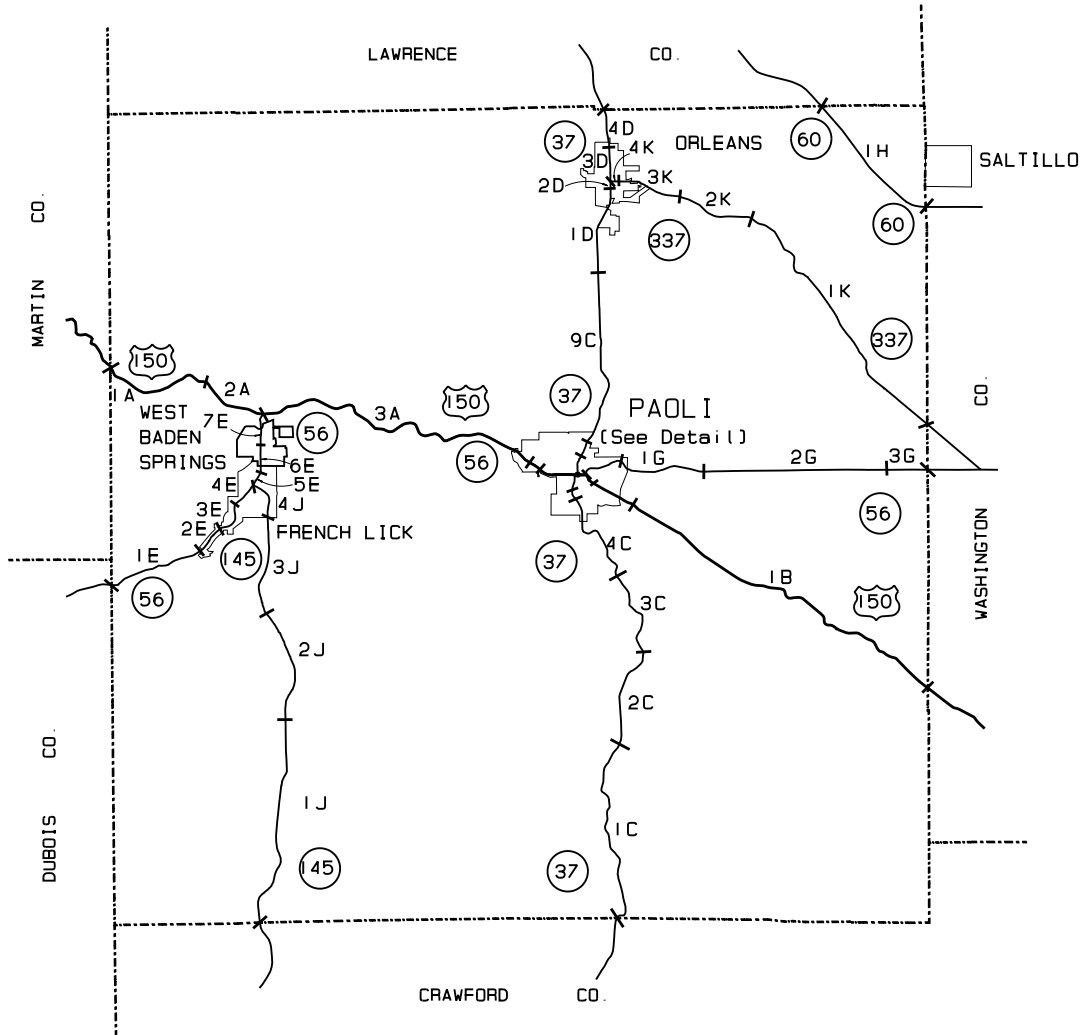 LAWRENCE CO.
37
4D
ORLEANS
60
4K
1H
3D
SALTILLO
3K
2D
2K
60
1D
337
MARTIN CO.
1K
9C
337
150
1A
2A
150
37
CO.
3A
PAOLI
WEST
BADEN
SPRINGS
7E
56
(See Detail)
56
1G
2G
3G
6E
5E
4E
4J
3E
56
2E
FRENCH LICK
1E
145
3J
37
4C
WASHINGTON
56
1B
150
3C
2J
2C
DUBOIS CO.
1J
1C
145
37
CRAWFORD CO.